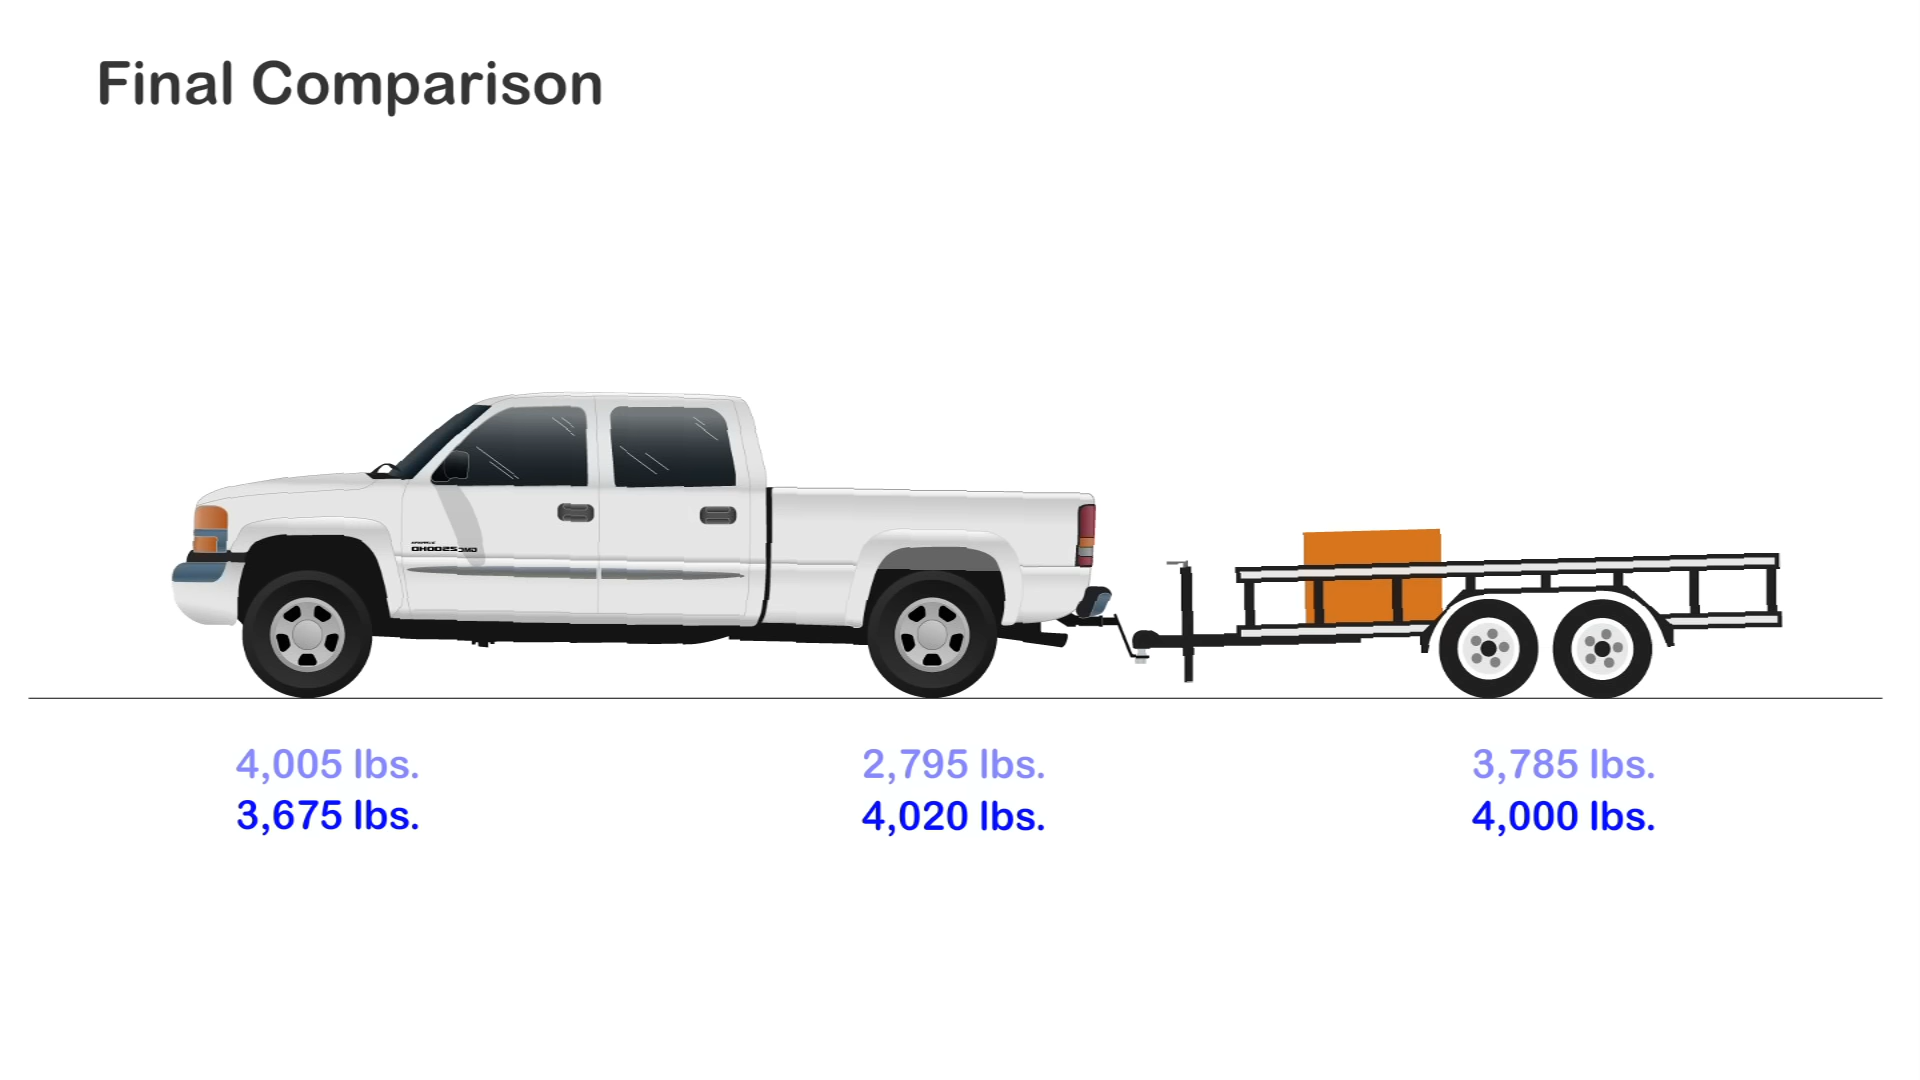 Final Comparison
4,005 lbs. 2,795 lbs. 3,785 lbs.
3,675 lbs. 4,020 lbs. 4,000 lbs.